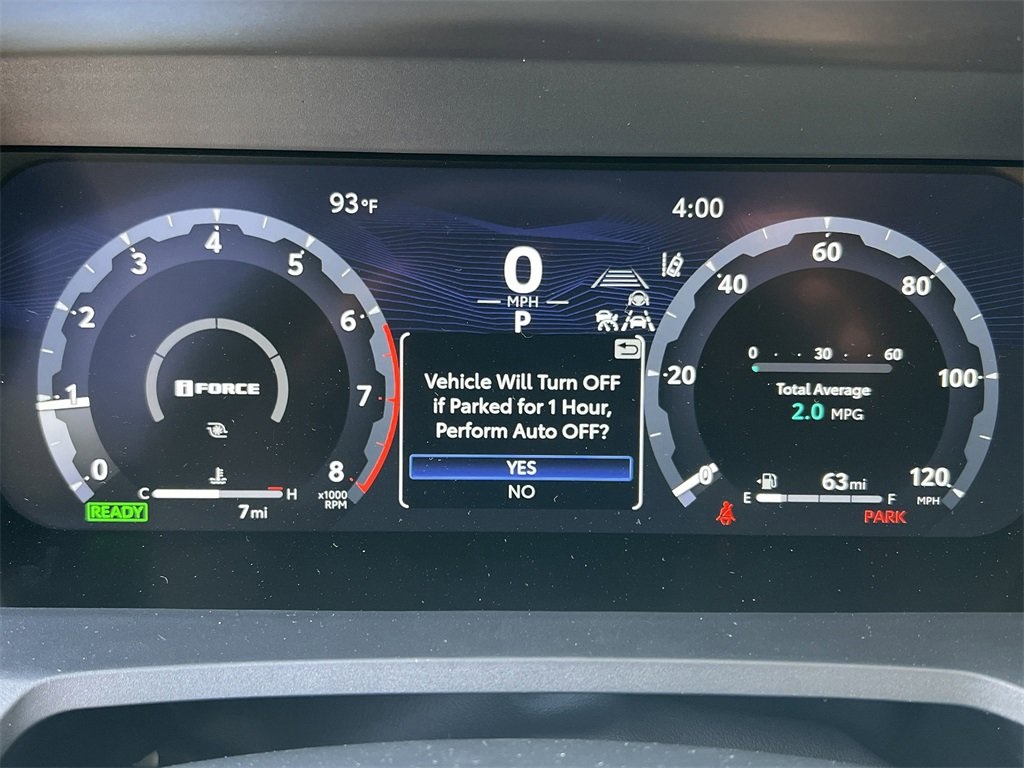 93°F
4:00
0
MPH
P
0
1
2
3
4
5
6
7
8
x1000
RPM
i FORCE
C
H
READY
7mi
Vehicle Will Turn OFF
if Parked for 1 Hour,
Perform Auto OFF?
YES
NO
0
20
40
60
80
100
120
MPH
0 30 60
Total Average
2.0 MPG
63mi
E
F
PARK